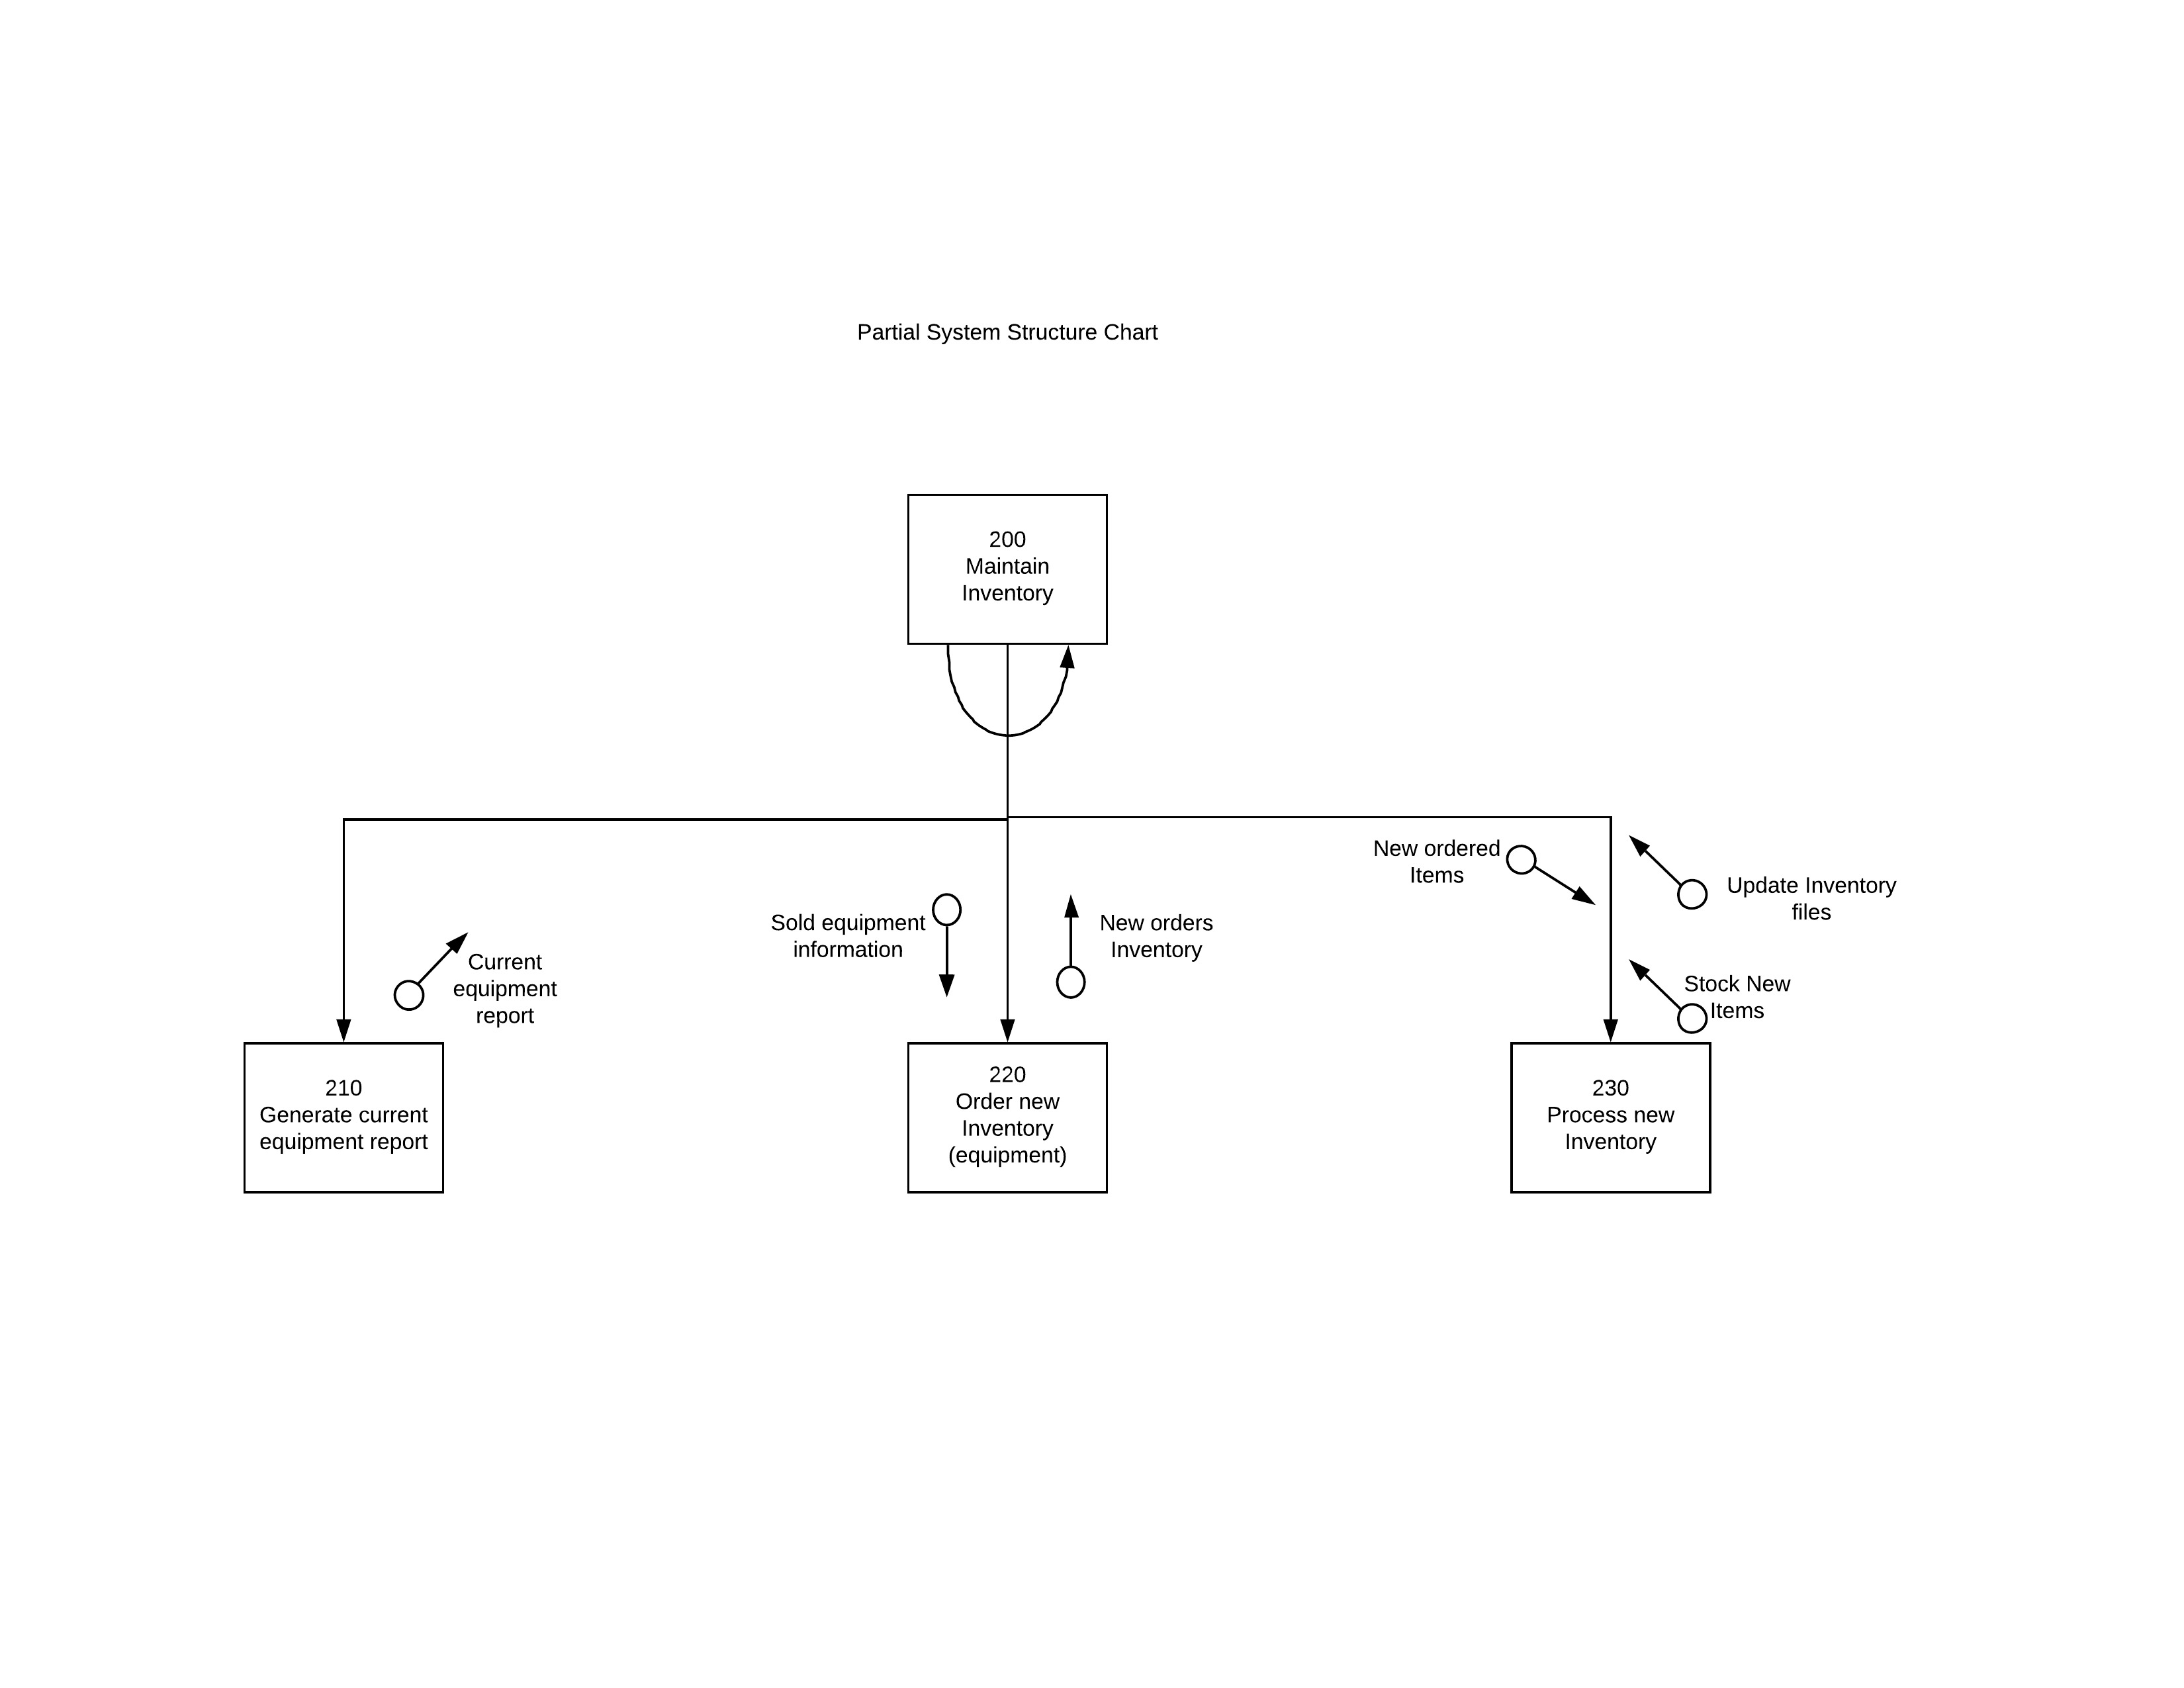 Partial System Structure Chart
200
Maintain
Inventory
New ordered
Items
Update Inventory
files
Sold equipment
information
New orders
Inventory
Current
equipment
report
Stock New
Items
210
Generate current
equipment report
220
Order new
Inventory
(equipment)
230
Process new
Inventory